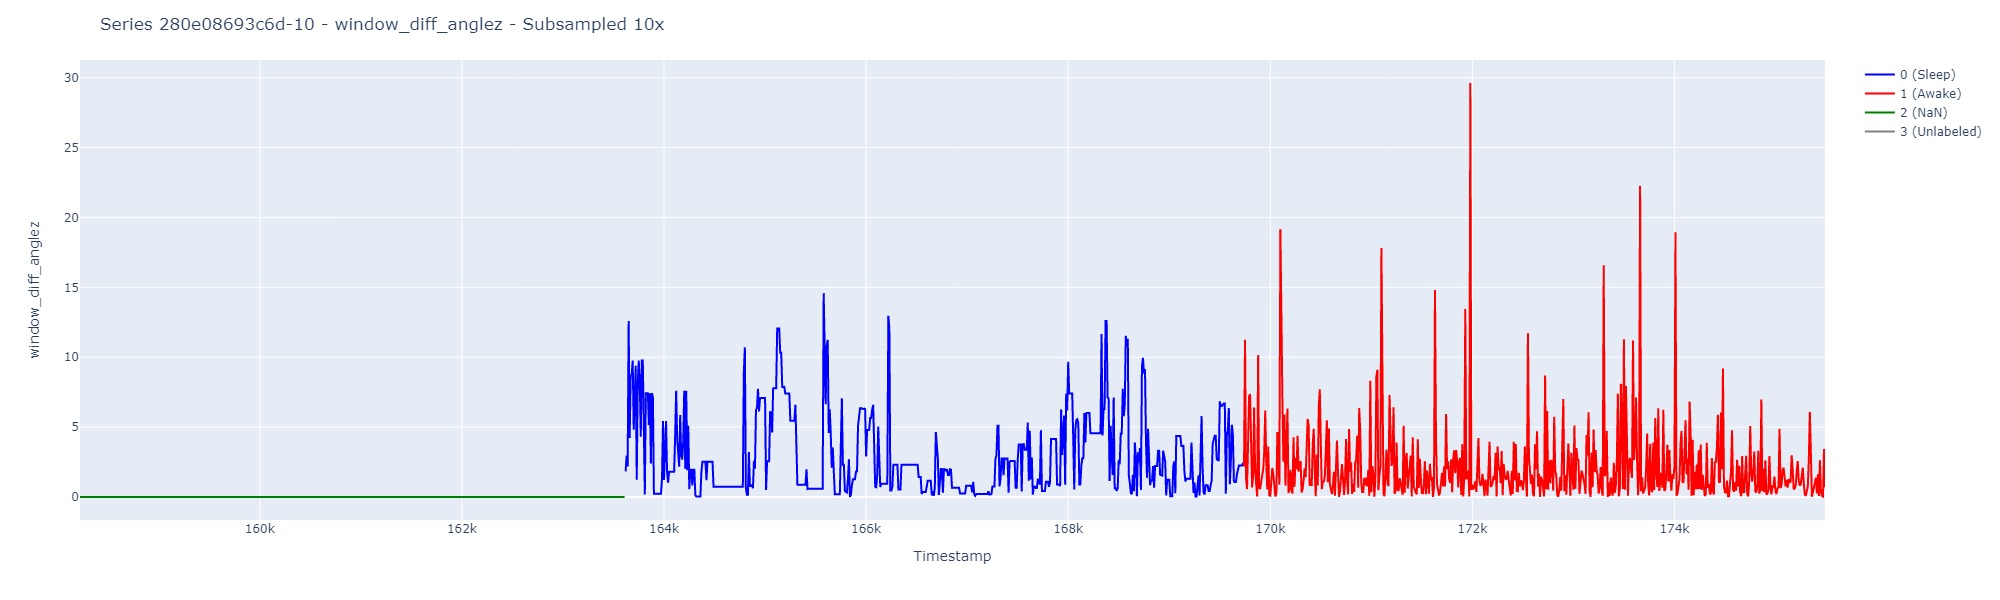 Series 280e08693c6d-10 - window_diff_anglez - Subsampled 10x
0 (Sleep)
1 (Awake)
2 (NaN)
3 (Unlabeled)
window_diff_anglez
30
25
20
15
10
5
0
160k 162k 164k 166k 168k 170k 172k 174k
Timestamp